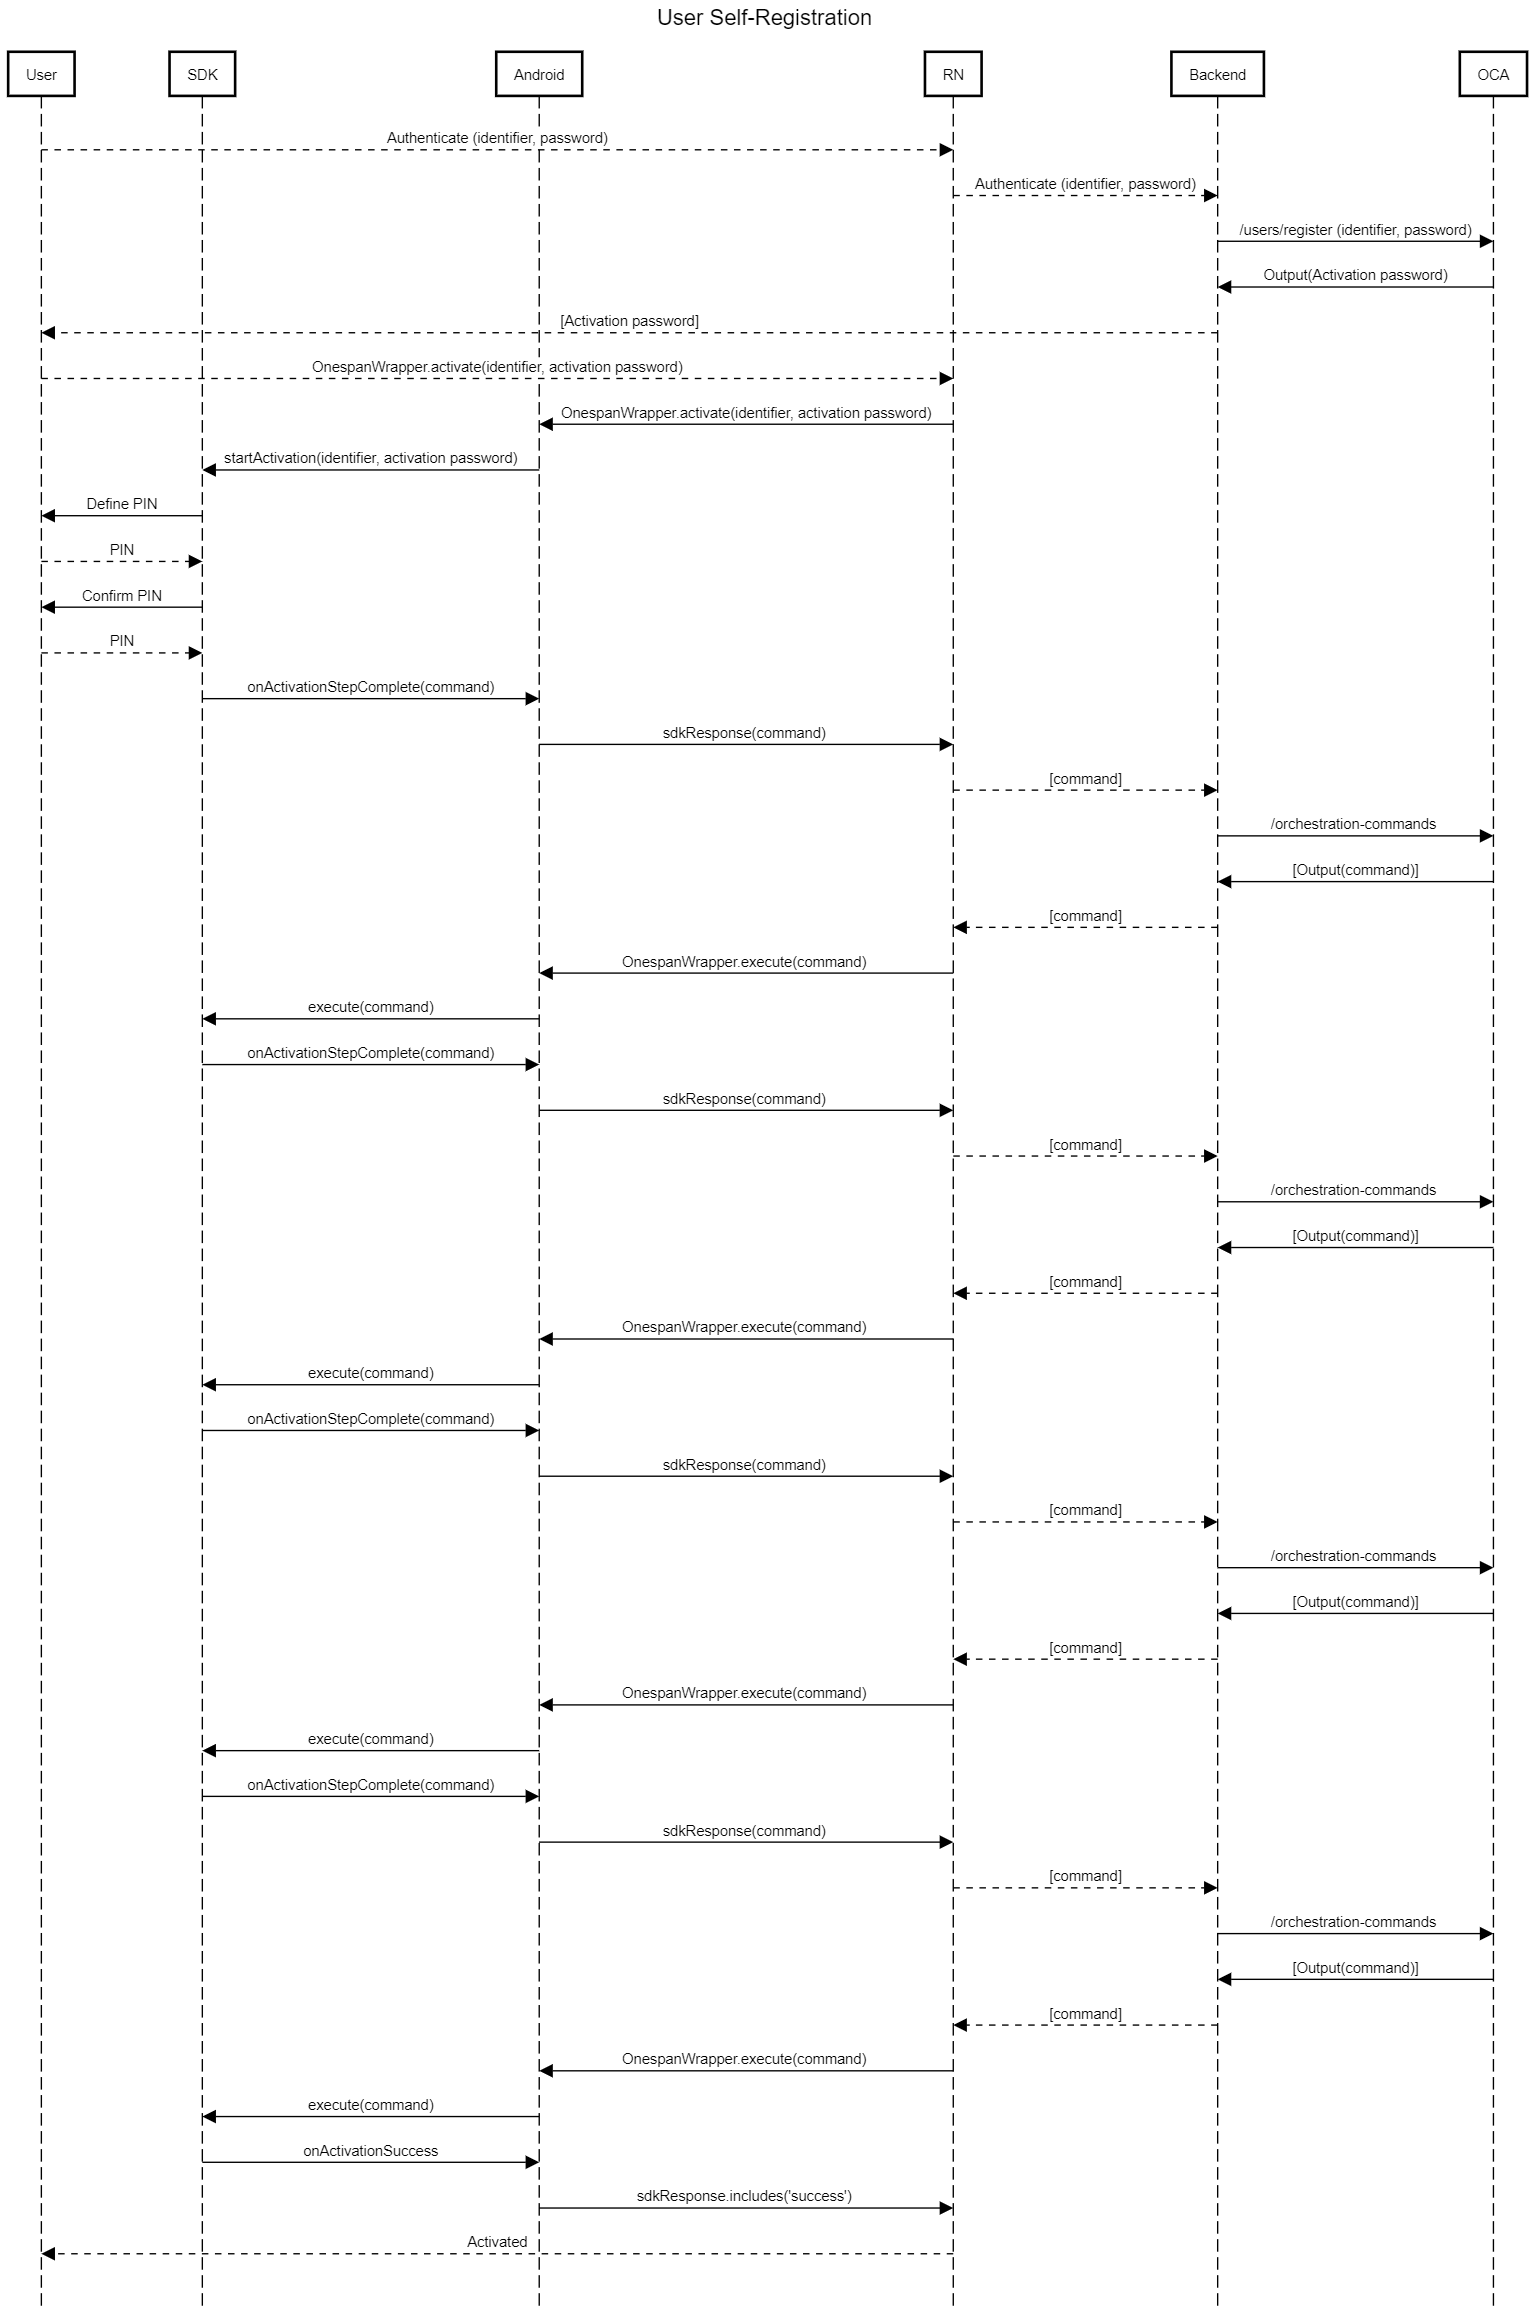 User Self-Registration
User
SDK
Android
RN
Backend
OCA
Authenticate (identifier, password)
Authenticate (identifier, password)
/users/register (identifier, password)
Output(Activation password)
[Activation password]
OnespanWrapper.activate(identifier, activation password)
OnespanWrapper.activate(identifier, activation password)
startActivation(identifier, activation password)
Define PIN
PIN
Confirm PIN
PIN
onActivationStepComplete(command)
sdkResponse(command)
[command]
/orchestration-commands
[Output(command)]
[command]
OnespanWrapper.execute(command)
execute(command)
onActivationStepComplete(command)
sdkResponse(command)
[command]
/orchestration-commands
[Output(command)]
[command]
OnespanWrapper.execute(command)
execute(command)
onActivationStepComplete(command)
sdkResponse(command)
[command]
/orchestration-commands
[Output(command)]
[command]
OnespanWrapper.execute(command)
execute(command)
onActivationStepComplete(command)
sdkResponse(command)
[command]
/orchestration-commands
[Output(command)]
[command]
OnespanWrapper.execute(command)
execute(command)
onActivationSuccess
sdkResponse.includes('success')
Activated